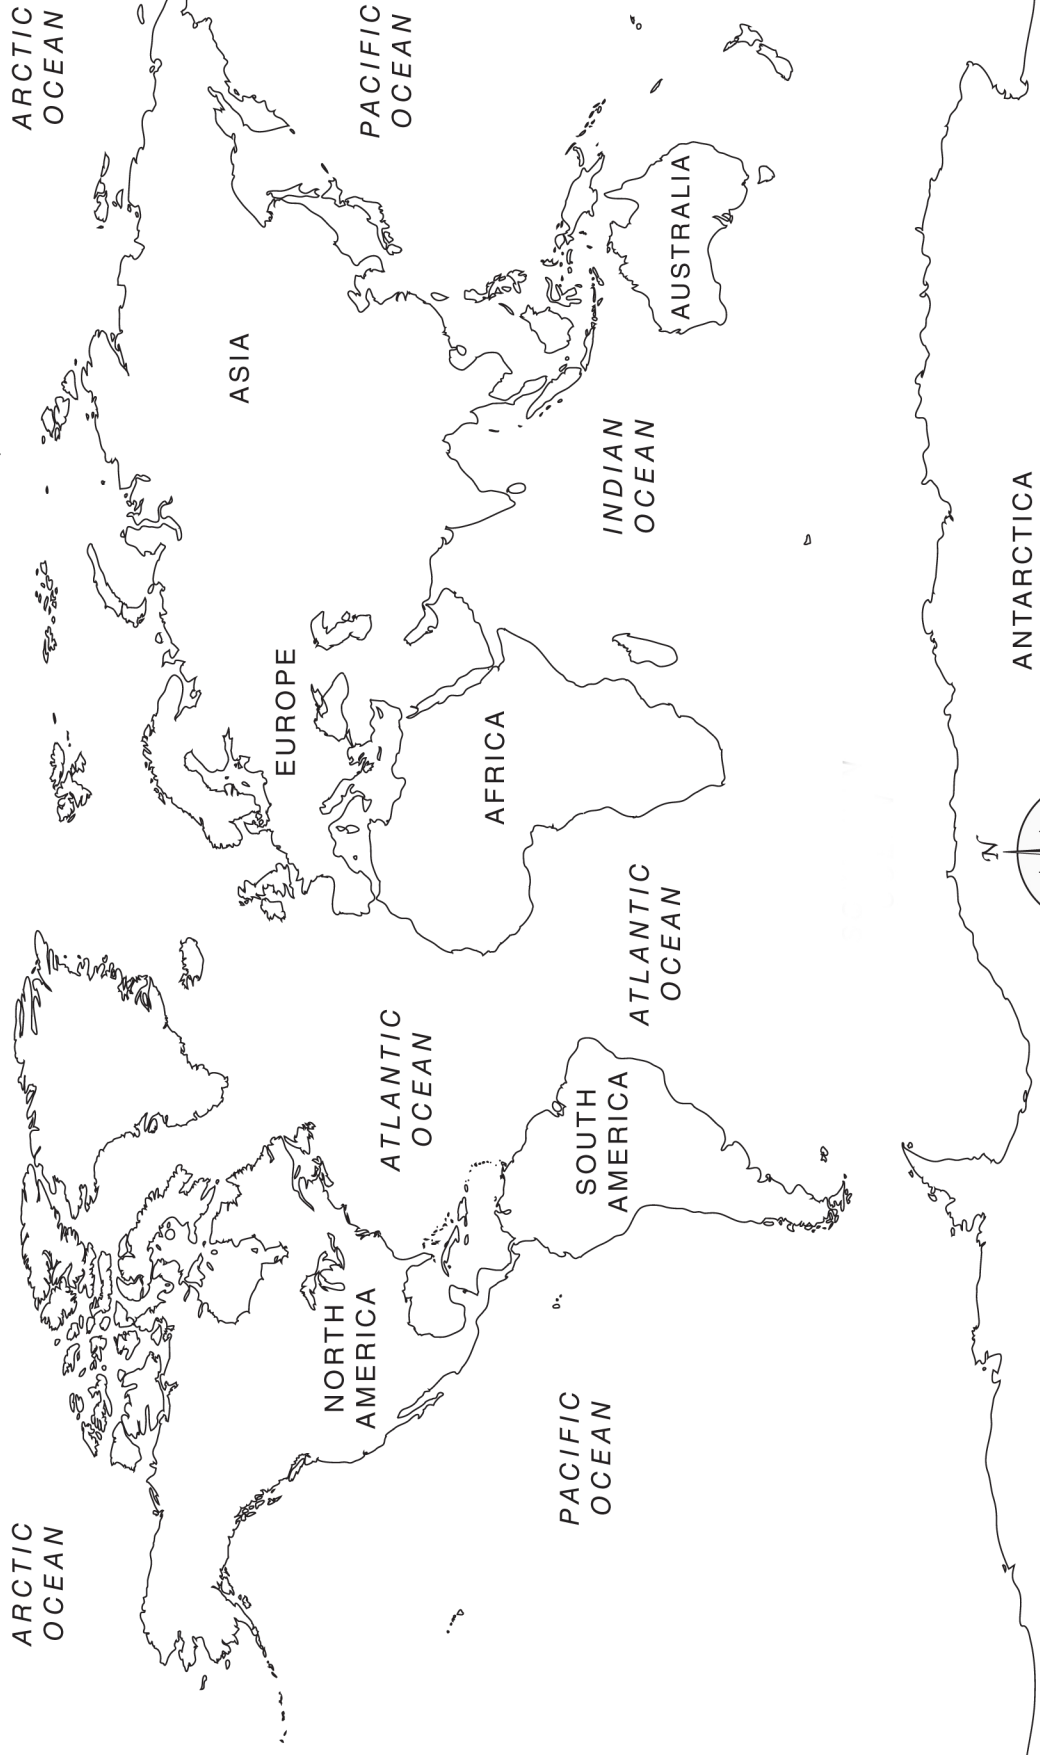 ARCTIC
OCEAN
ARCTIC
OCEAN
EUROPE
ASIA
NORTH
AMERICA
ATLANTIC
OCEAN
PACIFIC
OCEAN
AFRICA
PACIFIC
OCEAN
SOUTH
AMERICA
ATLANTIC
OCEAN
INDIAN
OCEAN
AUSTRALIA
N
ANTARCTICA